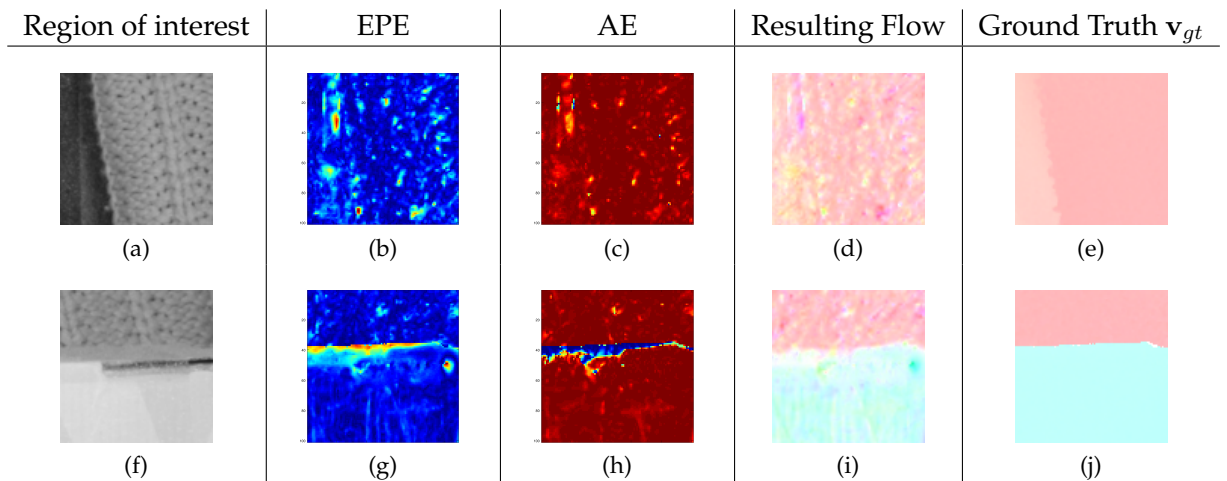 Region of interest EPE AE Resulting Flow Ground Truth v_gt
(a) (b) (c) (d) (e)
(f) (g) (h) (i) (j)